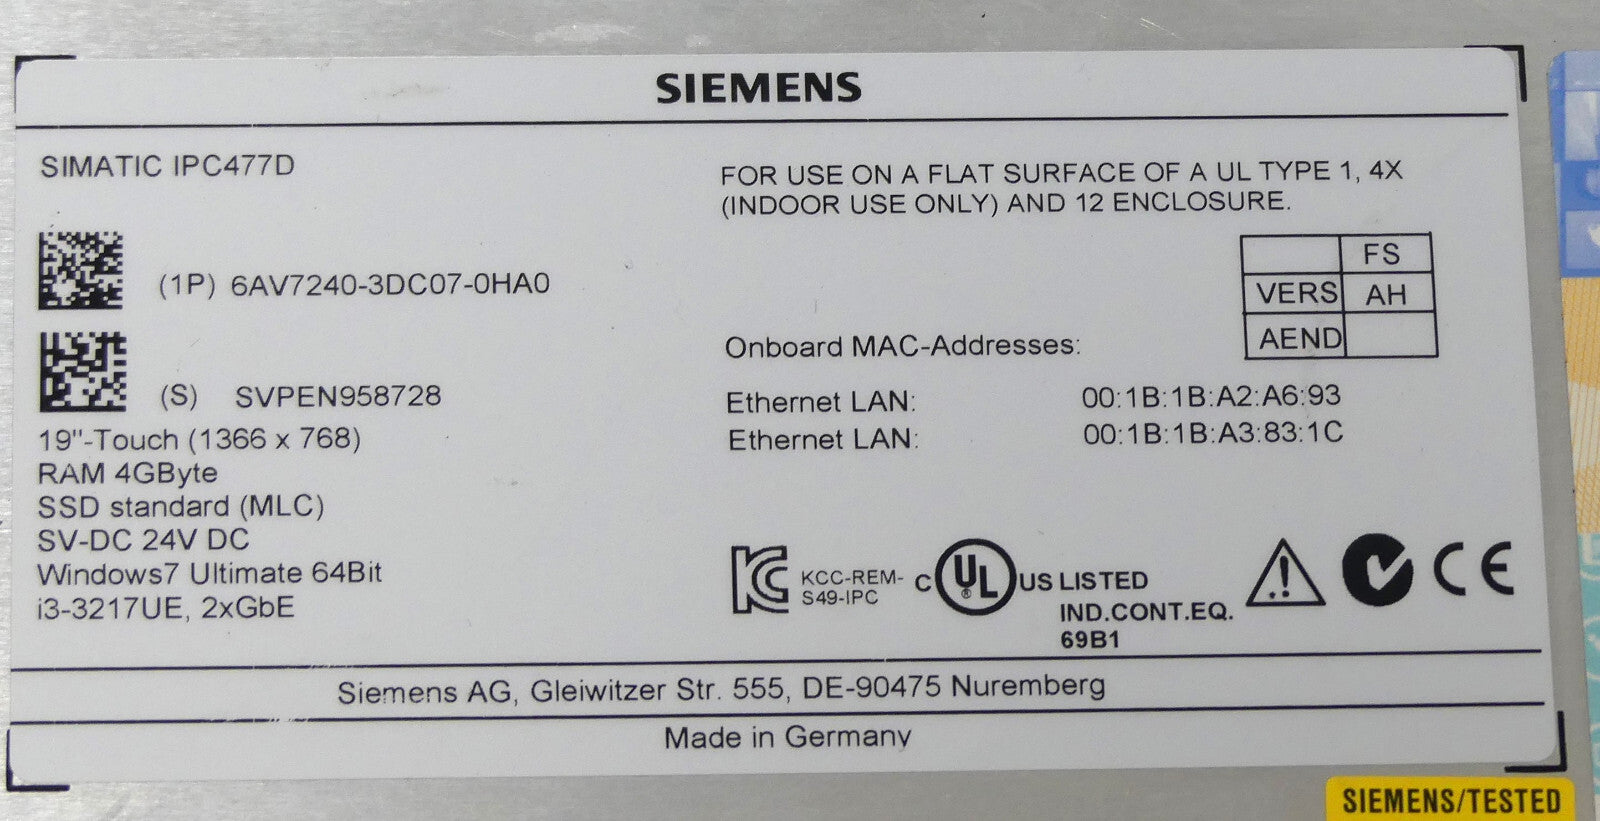 SIEMENS
SIMATIC IPC477D
(1P) 6AV7240-3DC07-0HA0
(S) SVPEN958728
19"-Touch (1366 x 768)
RAM 4GByte
SSD standard (MLC)
SV-DC 24V DC
Windows7 Ultimate 64Bit
i3-3217UE, 2xGbE
FOR USE ON A FLAT SURFACE OF A UL TYPE 1, 4X
(INDOOR USE ONLY) AND 12 ENCLOSURE.
FS
VERS AH
AEND
Onboard MAC-Addresses:
Ethernet LAN: 00:1B:1B:A2:A6:93
Ethernet LAN: 00:1B:1B:A3:83:1C
KCC-REM-
S49-IPC
C UL ® US LISTED
IND.CONT.EQ.
69B1
CE
Siemens AG, Gleiwitzer Str. 555, DE-90475 Nuremberg
Made in Germany
SIEMENS/TESTED